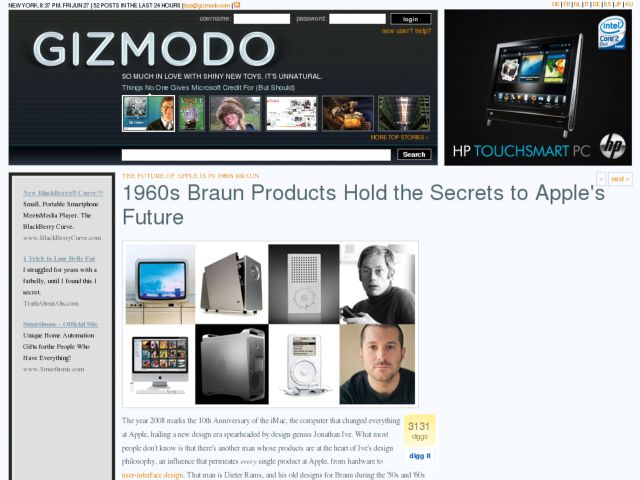 NEW YORK, 8:37 PM, FRI JUN 27 | 52 POSTS IN THE LAST 24 HOURS | tips@gizmodo.com |
UK | FR | NL | IT | DE | ES | JP | AU
username:
password:
login
new user? help?
GIZMODO
SO MUCH IN LOVE WITH SHINY NEW TOYS, IT'S UNNATURAL.
Things No One Gives Microsoft Credit For (But Should)
MORE TOP STORIES »
Search
intel
Core 2
Duo
HP TOUCHSMART PC
hp
« next »
New BlackBerry® Curve™
Small, Portable Smartphone
MeetsMedia Player. The
BlackBerry Curve.
www.BlackBerryCurve.com
1 Trick to Lose Belly Fat
I struggled for years with a
fatbelly, until I found this 1
secret.
TruthAboutAbs.com
Smarthome - Official Site
Unique Home Automation
Gifts forthe People Who
Have Everything!
www.Smarthome.com
THE FUTURE OF APPLE IS IN 1960S BRAUN
1960s Braun Products Hold the Secrets to Apple's
Future
The year 2008 marks the 10th Anniversary of the iMac, the computer that changed everything
at Apple, hailing a new design era spearheaded by design genius Jonathan Ive. What most
people don't know is that there's another man whose products are at the heart of Ive's design
philosophy, an influence that permeates every single product at Apple, from hardware to
user-interface design. That man is Dieter Rams, and his old designs for Braun during the '50s and '60s
3131
diggs
digg it